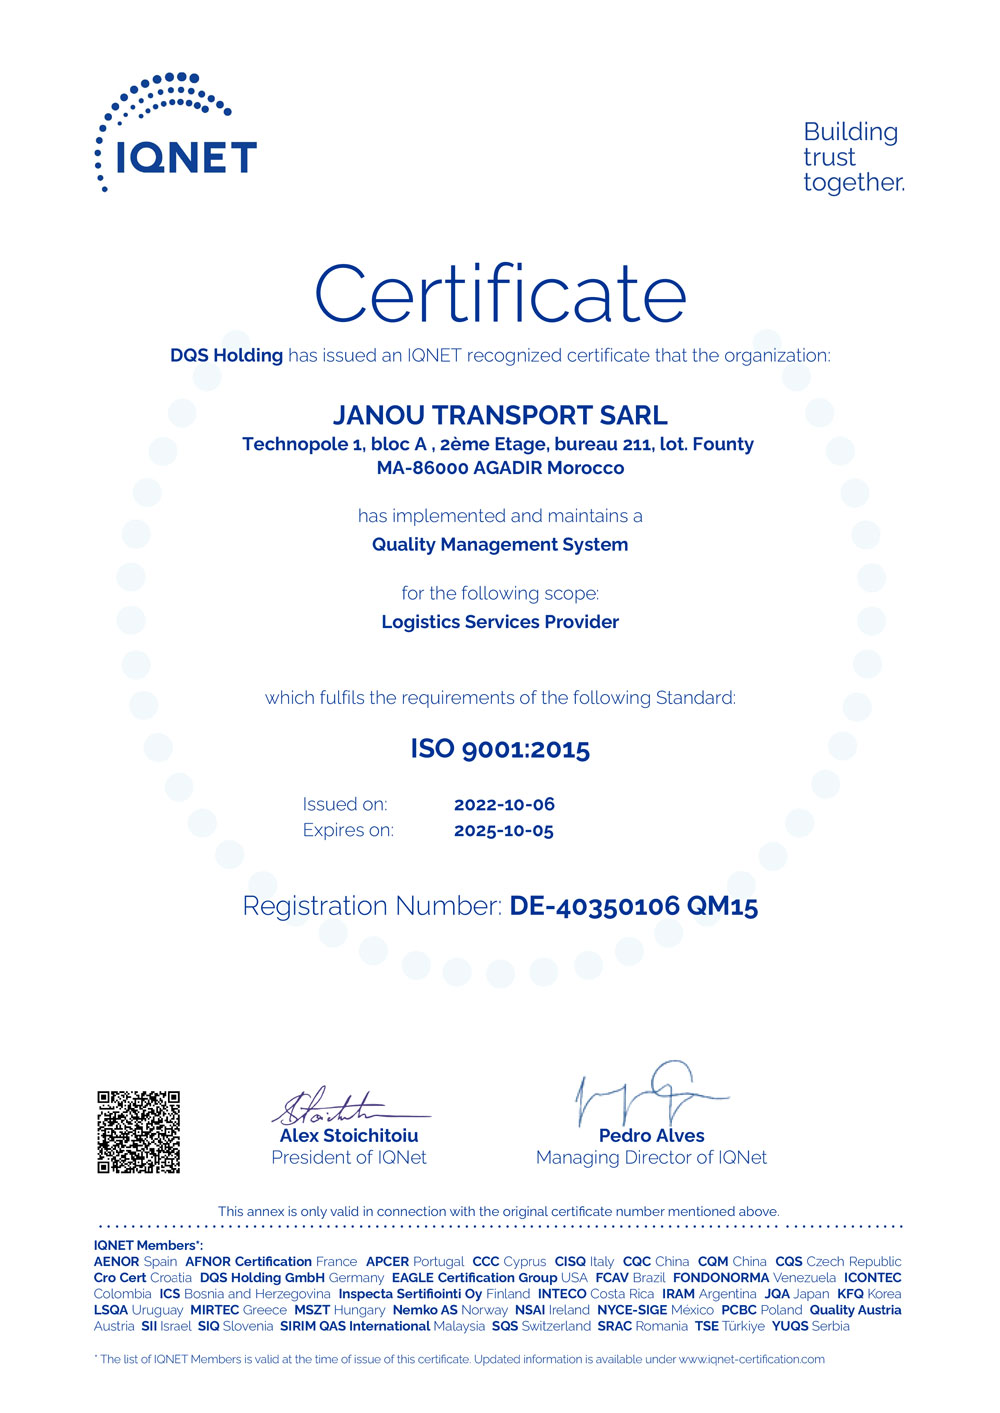 IQNET
Building
trust
together.
Certificate
DQS Holding has issued an IQNET recognized certificate that the organization:
JANOU TRANSPORT SARL
Technopole 1, bloc A , 2ème Etage, bureau 211, lot. Founty
MA-86000 AGADIR Morocco
has implemented and maintains a
Quality Management System
for the following scope:
Logistics Services Provider
which fulfils the requirements of the following Standard:
ISO 9001:2015
Issued on: 2022-10-06
Expires on: 2025-10-05
Registration Number: DE-40350106 QM15
Alex Stoichitoiu
President of IQNet
Pedro Alves
Managing Director of IQNet
This annex is only valid in connection with the original certificate number mentioned above.
IQNET Members*:
AENOR Spain AFNOR Certification France APCER Portugal CCC Cyprus CISQ Italy CQC China CQM China CQS Czech Republic
Cro Cert Croatia DQS Holding GmbH Germany EAGLE Certification Group USA FCAV Brazil FONDONORMA Venezuela ICONTEC
Colombia ICS Bosnia and Herzegovina Inspecta Sertifiointi Oy Finland INTECO Costa Rica IRAM Argentina JQA Japan KFQ Korea
LSQA Uruguay MIRTEC Greece MSZT Hungary Nemko AS Norway NSAI Ireland NYCE-SIGE México PCBC Poland Quality Austria
Austria SII Israel SIQ Slovenia SIRIM QAS International Malaysia SQS Switzerland SRAC Romania TSE Türkiye YUQS Serbia
* The list of IQNET Members is valid at the time of issue of this certificate. Updated information is available under www.iqnet-certification.com